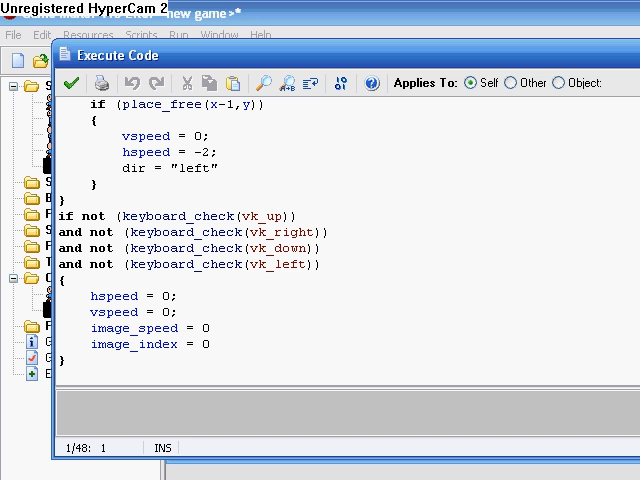 Unregistered HyperCam 2
new game>*
File Edit Resources Scripts Run Window Help
Execute Code
Applies To: Self Other Object:
if (place_free(x-1,y))
{
vspeed = 0;
hspeed = -2;
dir = "left"
}
}
if not (keyboard_check(vk_up))
and not (keyboard_check(vk_right))
and not (keyboard_check(vk_down))
and not (keyboard_check(vk_left))
{
hspeed = 0;
vspeed = 0;
image_speed = 0
image_index = 0
}
1/48: 1 INS